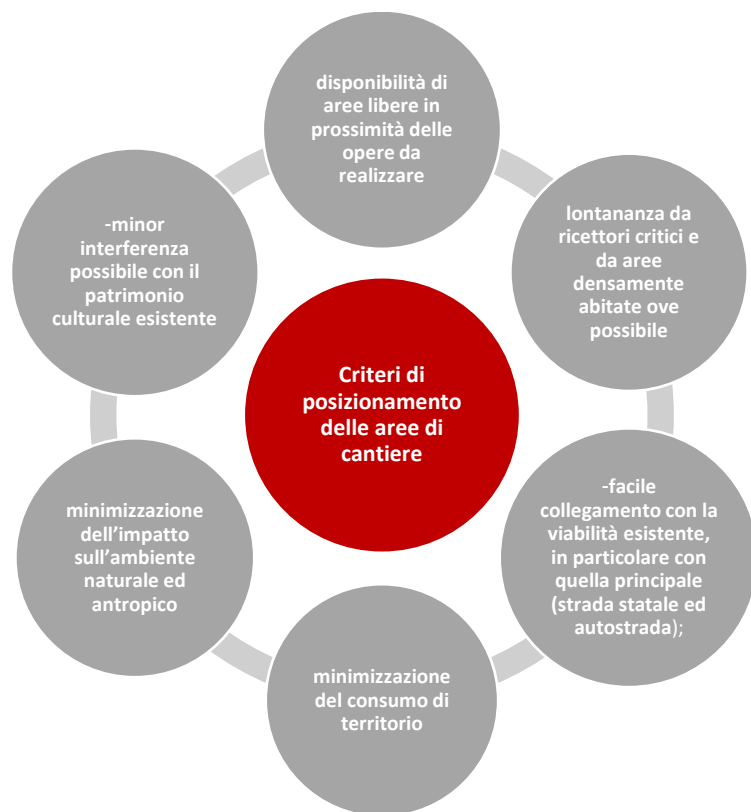 disponibilità di
aree libere in
prossimità delle
opere da
realizzare
lontananza da
ricettori critici e
da aree
densamente
abitate ove
possibile
-facile
collegamento con la
viabilità esistente,
in particolare con
quella principale
(strada statale ed
autostrada);
minimizzazione
del consumo di
territorio
minimizzazione
dell’impatto
sull’ambiente
naturale ed
antropico
-minor
interferenza
possibile con il
patrimonio
culturale esistente
Criteri di
posizionamento
delle aree di
cantiere